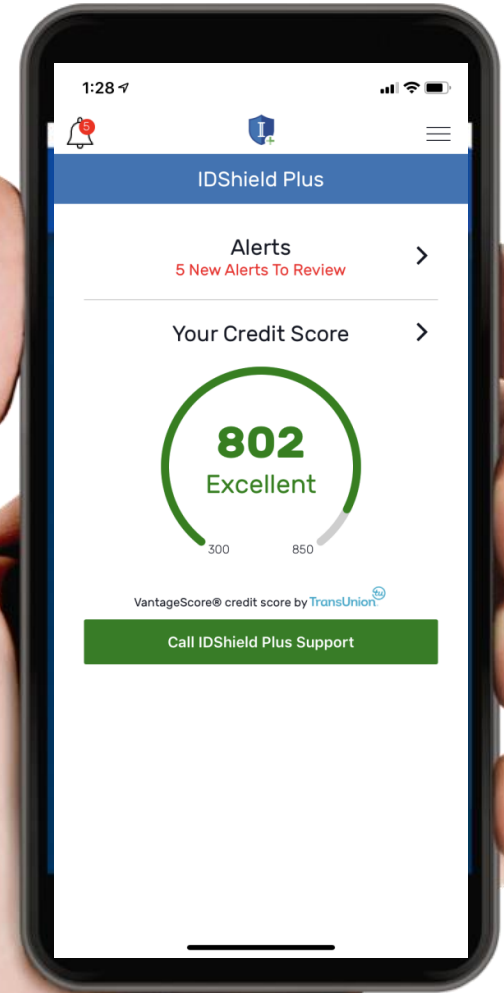 1:28
5
I
IDShield Plus
Alerts
5 New Alerts To Review
Your Credit Score
802
Excellent
300 850
VantageScore® credit score by TransUnion tu
Call IDShield Plus Support